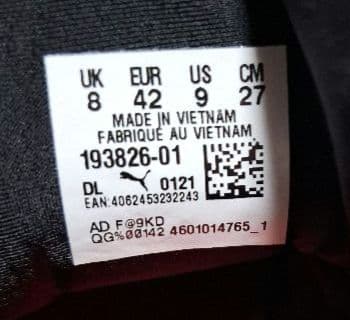 UK EUR US CM
8 42 9 27
MADE IN VIETNAM
FABRIQUÉ AU VIETNAM
193826-01
DL 0121
EAN:4062453232243
AD F@9KD
QG%00142 4601014765_1